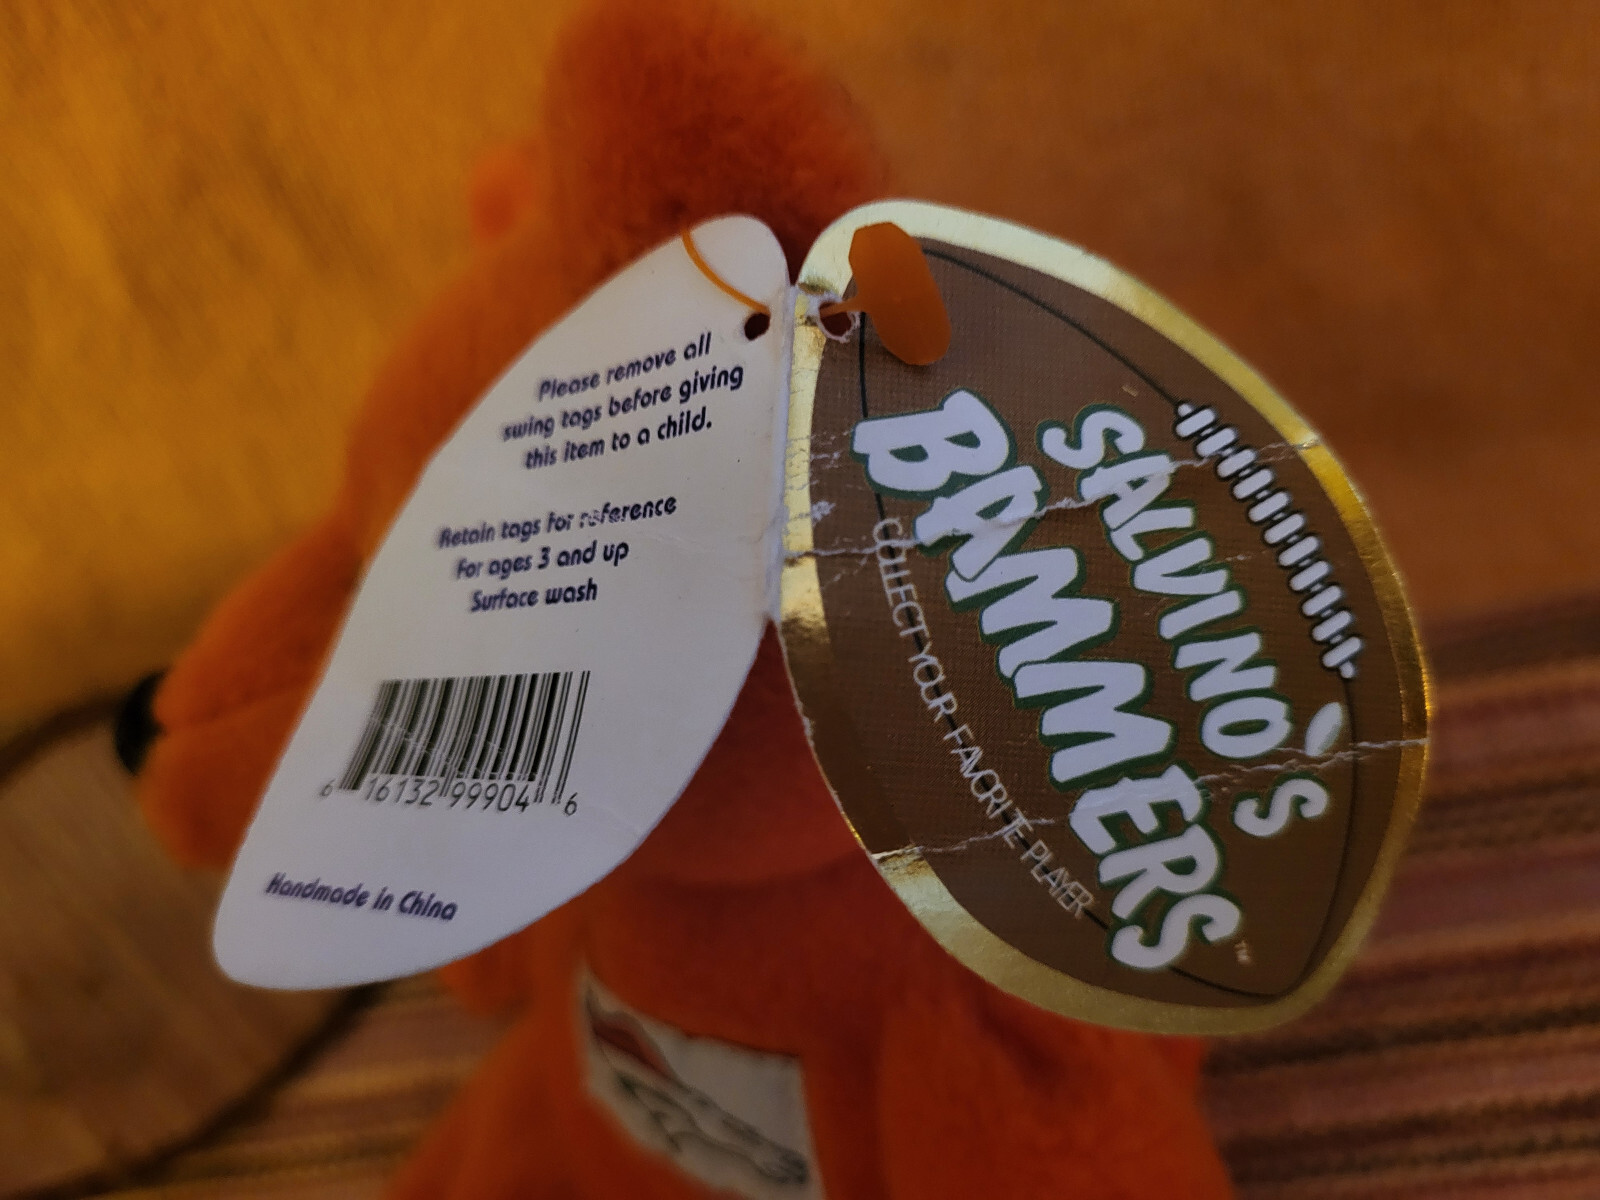 Please remove all
swing tags before giving
this item to a child.
Retain tags for reference
For ages 3 and up
Surface wash
6 16132 99904 6
Handmade in China
SALVINO'S
BAMMERS™
COLLECT YOUR FAVORITE PLAYER